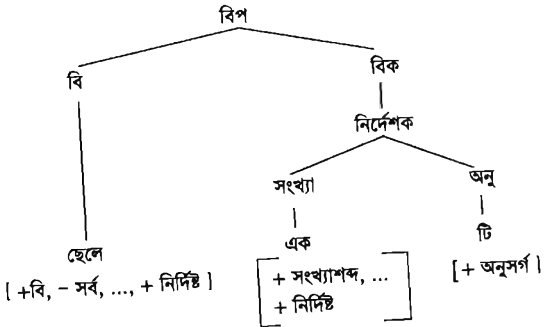 বিপ
বি বিক
নির্দেশক
সংখ্যা অনু
ছেলে এক টি
[ +বি, – সর্ব, ..., + নির্দিষ্ট ] [ + সংখ্যাশব্দ, ... [ + অনুসর্গ ]
+ নির্দিষ্ট ]